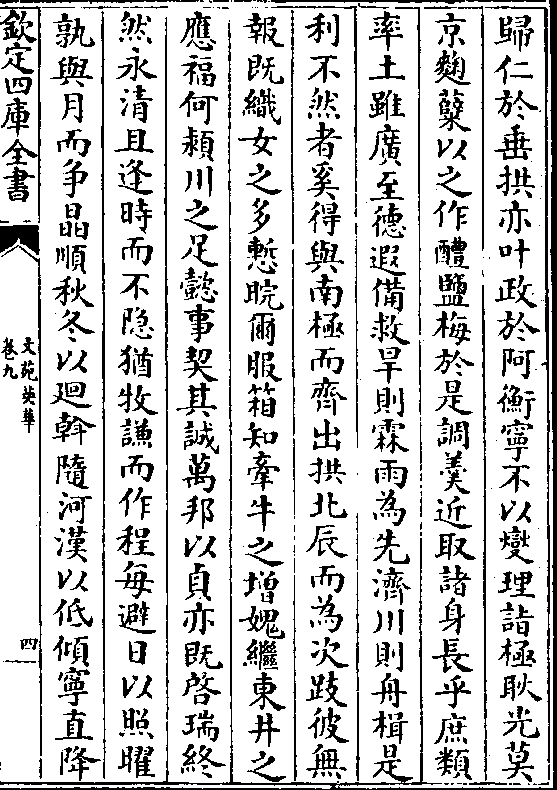 歸仁於垂拱亦叶政於阿衡寧不以燮理詣極耿光莫
京麴糱以之作醴鹽梅於是調羹近取諸身長乎庶類
率土雖廣至德遐備救旱則霖雨為先濟川則舟楫是
利不然者奚得與南極而齊出拱北辰而為次跂彼無
報既織女之多慙睆爾服箱知牽牛之增媿繼東井之
應福何潁川之足懿事契其誠萬邦以貞亦既啓瑞終
然永清且逢時而不隐猶牧謙而作程每避日以照曜
孰與月而争晶順秋冬以廻斡隨河漢以低傾寧直降
欽定四庫全書
文苑英華
卷九
四